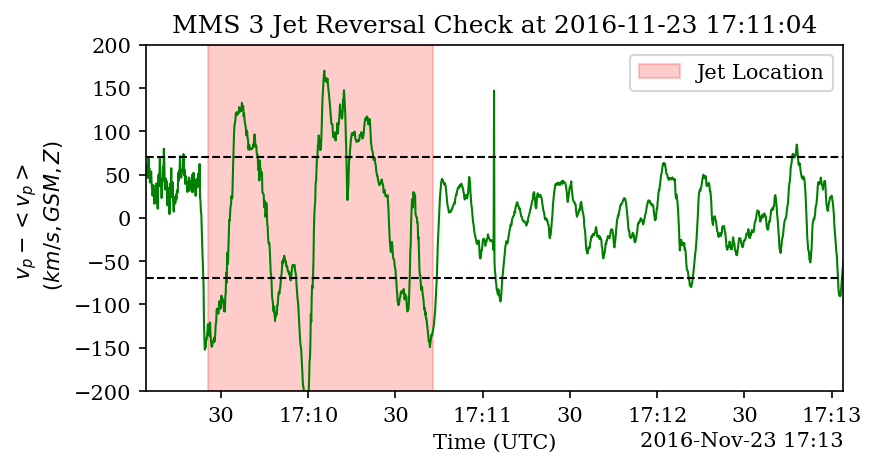 MMS 3 Jet Reversal Check at 2016-11-23 17:11:04
Jet Location
v_p − < v_p >
(km/s, GSM, Z)
200
150
100
50
0
−50
−100
−150
−200
30 17:10 30 17:11 30 17:12 30 17:13
Time (UTC)
2016-Nov-23 17:13